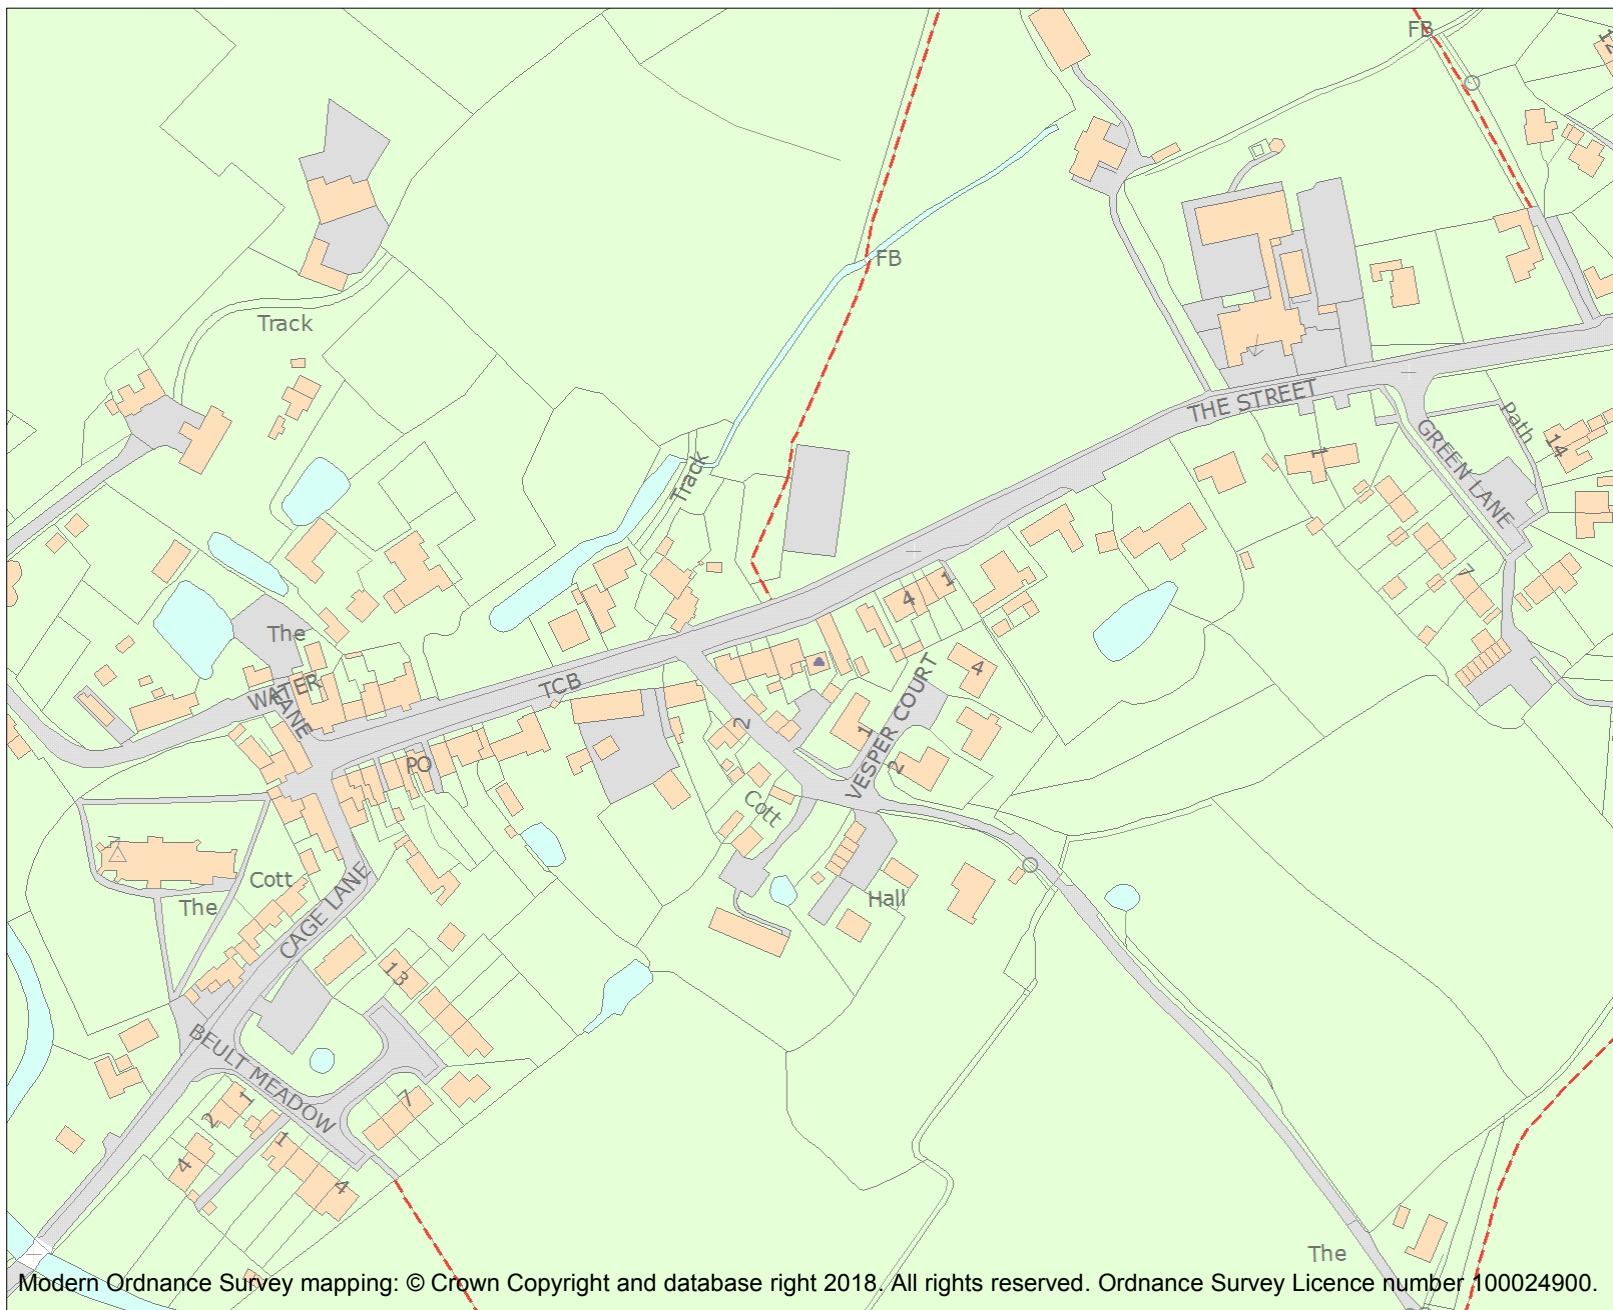 FB
12
FB
Track
THE STREET
Path
14
GREEN LANE
1
Track
7
1
4
The
4
WATER
LANE
TCB
2
VESPER COURT
1
2
PO
Cott
Cott
The
CAGE LANE
Hall
13
BEULT MEADOW
7
1
2
1
4
4
The
Modern Ordnance Survey mapping: © Crown Copyright and database right 2018. All rights reserved. Ordnance Survey Licence number 100024900.